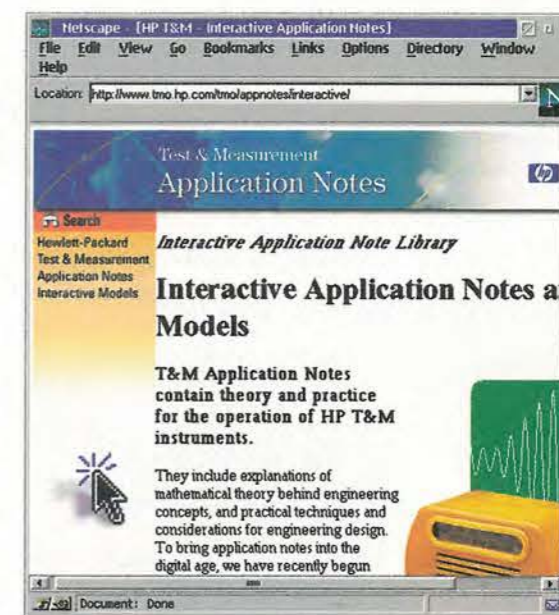 Netscape - [HP T&M - Interactive Application Notes]
File Edit View Go Bookmarks Links Options Directory Window
Help
Location: http://www.tmo.hp.com/tmo/appnotes/interactive/
N
Test & Measurement
Application Notes
hp
Search
Hewlett-Packard
Test & Measurement
Application Notes
Interactive Models
Interactive Application Note Library
Interactive Application Notes a
Models
T&M Application Notes
contain theory and practice
for the operation of HP T&M
instruments.
They include explanations of
mathematical theory behind engineering
concepts, and practical techniques and
considerations for engineering design.
To bring application notes into the
digital age, we have recently begun
Document: Done